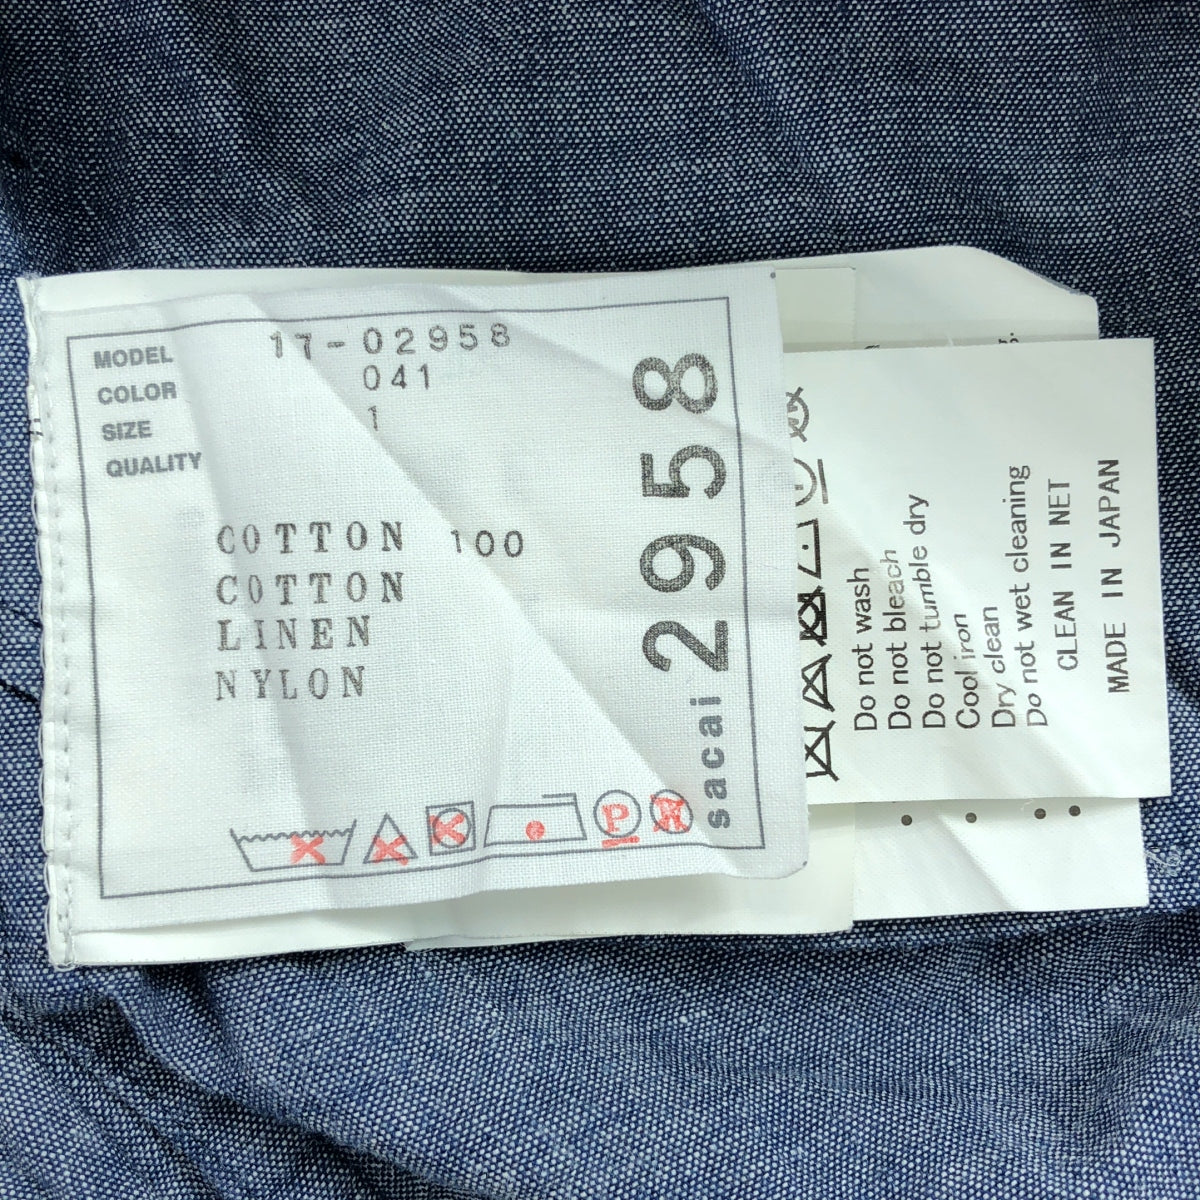 MODEL 17-02958
COLOR 041
SIZE 1
QUALITY
COTTON 100
COTTON
LINEN
NYLON
sacai 2958
P
Do not wash
Do not bleach
Do not tumble dry
Cool iron
Dry clean
Do not wet cleaning
CLEAN IN NET
MADE IN JAPAN